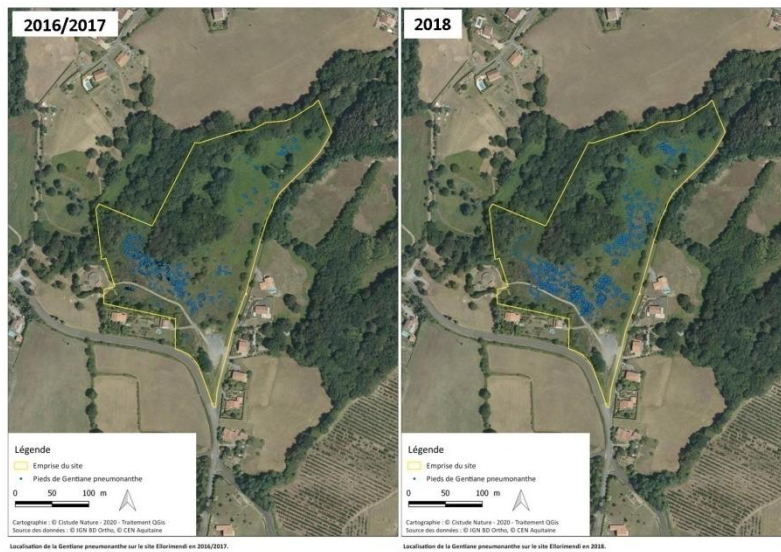 2016/2017
Légende
Emprise du site
Pieds de Gentiane pneumonanthe
0 50 100 m
Cartographie : © Cistude Nature - 2020 - Traitement QGis
Source des données : © IGN BD Ortho, © CEN Aquitaine
Localisation de la Gentiane pneumonanthe sur le site Ellorimendi en 2016/2017.
2018
Légende
Emprise du site
Pieds de Gentiane pneumonanthe
0 50 100 m
Cartographie : © Cistude Nature - 2020 - Traitement QGis
Source des données : © IGN BD Ortho, © CEN Aquitaine
Localisation de la Gentiane pneumonanthe sur le site Ellorimendi en 2018.